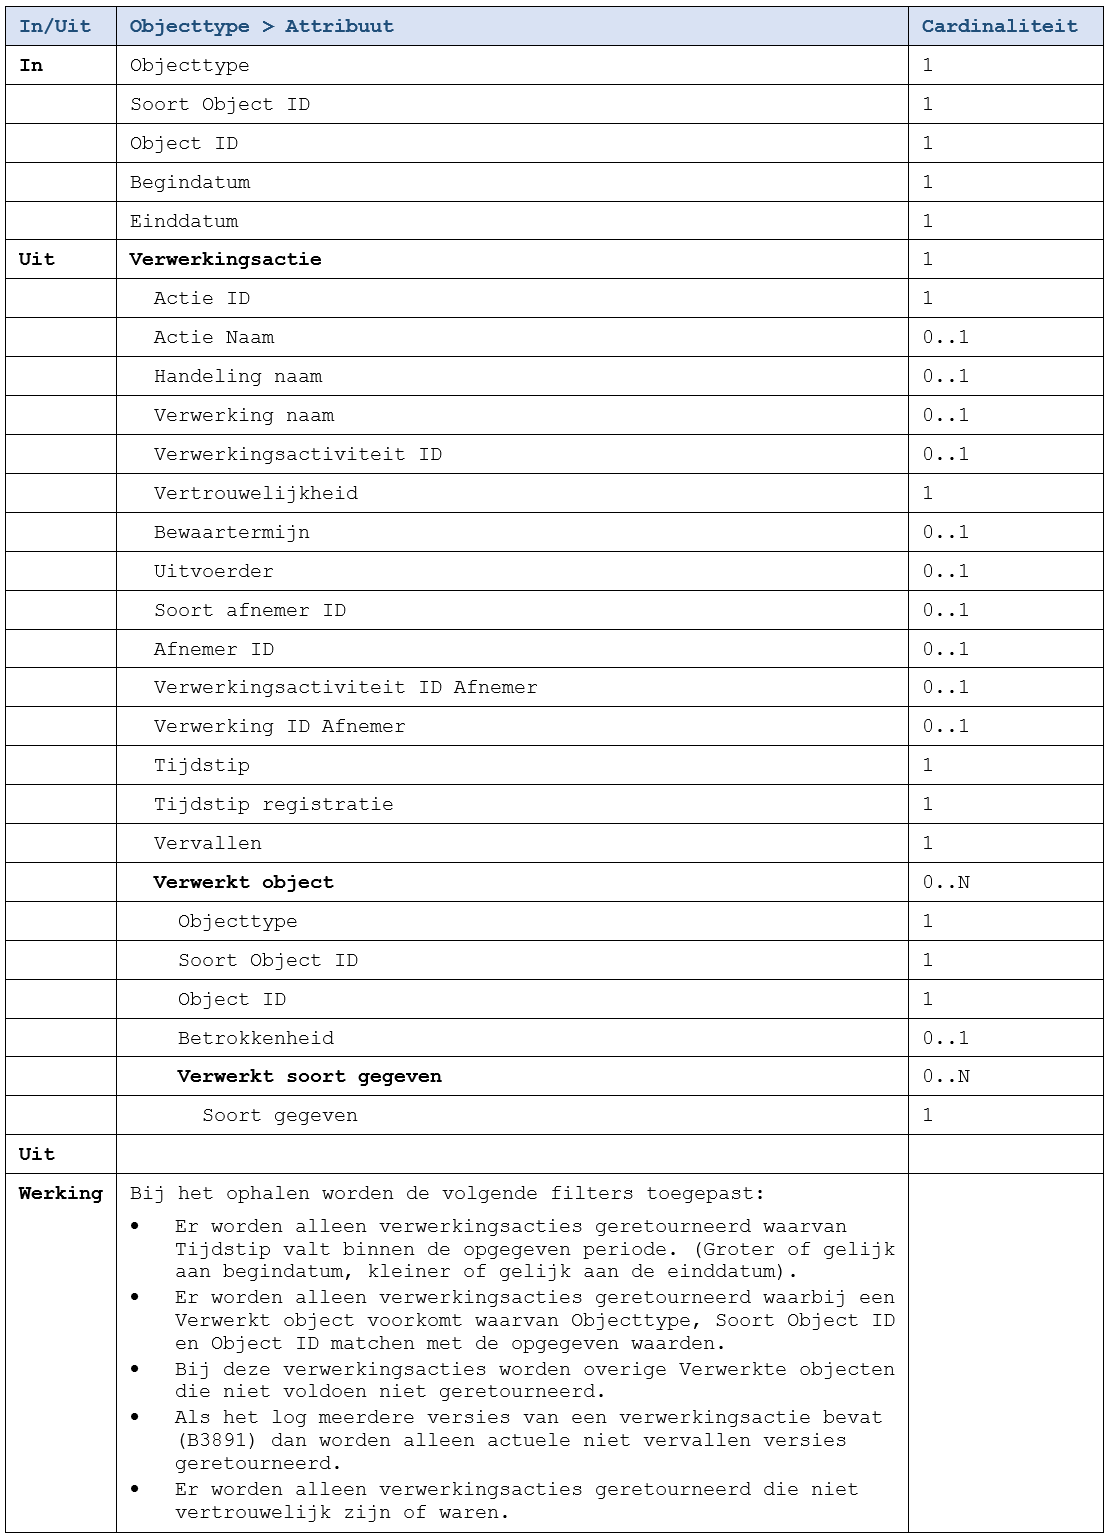 In/Uit Objecttype > Attribuut Cardinaliteit
In Objecttype 1
Soort Object ID 1
Object ID 1
Begindatum 1
Einddatum 1
Uit Verwerkingsactie 1
Actie ID 1
Actie Naam 0..1
Handeling naam 0..1
Verwerking naam 0..1
Verwerkingsactiviteit ID 0..1
Vertrouwelijkheid 1
Bewaartermijn 0..1
Uitvoerder 0..1
Soort afnemer ID 0..1
Afnemer ID 0..1
Verwerkingsactiviteit ID Afnemer 0..1
Verwerking ID Afnemer 0..1
Tijdstip 1
Tijdstip registratie 1
Vervallen 1
Verwerkt object 0..N
Objecttype 1
Soort Object ID 1
Object ID 1
Betrokkenheid 0..1
Verwerkt soort gegeven 0..N
Soort gegeven 1
Uit
Werking Bij het ophalen worden de volgende filters toegepast:
• Er worden alleen verwerkingsacties geretourneerd waarvan
Tijdstip valt binnen de opgegeven periode. (Groter of gelijk
aan begindatum, kleiner of gelijk aan de einddatum).
• Er worden alleen verwerkingsacties geretourneerd waarbij een
Verwerkt object voorkomt waarvan Objecttype, Soort Object ID
en Object ID matchen met de opgegeven waarden.
• Bij deze verwerkingsacties worden overige Verwerkte objecten
die niet voldoen niet geretourneerd.
• Als het log meerdere versies van een verwerkingsactie bevat
(B3891) dan worden alleen actuele niet vervallen versies
geretourneerd.
• Er worden alleen verwerkingsacties geretourneerd die niet
vertrouwelijk zijn of waren.